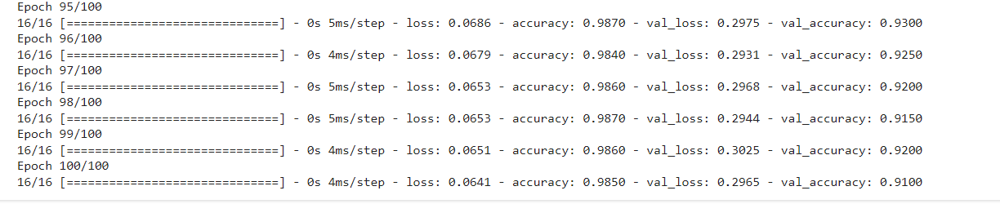 Epoch 95/100
16/16 [==============================] - 0s 5ms/step - loss: 0.0686 - accuracy: 0.9870 - val_loss: 0.2975 - val_accuracy: 0.9300
Epoch 96/100
16/16 [==============================] - 0s 4ms/step - loss: 0.0679 - accuracy: 0.9840 - val_loss: 0.2931 - val_accuracy: 0.9250
Epoch 97/100
16/16 [==============================] - 0s 5ms/step - loss: 0.0653 - accuracy: 0.9860 - val_loss: 0.2968 - val_accuracy: 0.9200
Epoch 98/100
16/16 [==============================] - 0s 5ms/step - loss: 0.0653 - accuracy: 0.9870 - val_loss: 0.2944 - val_accuracy: 0.9150
Epoch 99/100
16/16 [==============================] - 0s 4ms/step - loss: 0.0651 - accuracy: 0.9860 - val_loss: 0.3025 - val_accuracy: 0.9200
Epoch 100/100
16/16 [==============================] - 0s 4ms/step - loss: 0.0641 - accuracy: 0.9850 - val_loss: 0.2965 - val_accuracy: 0.9100